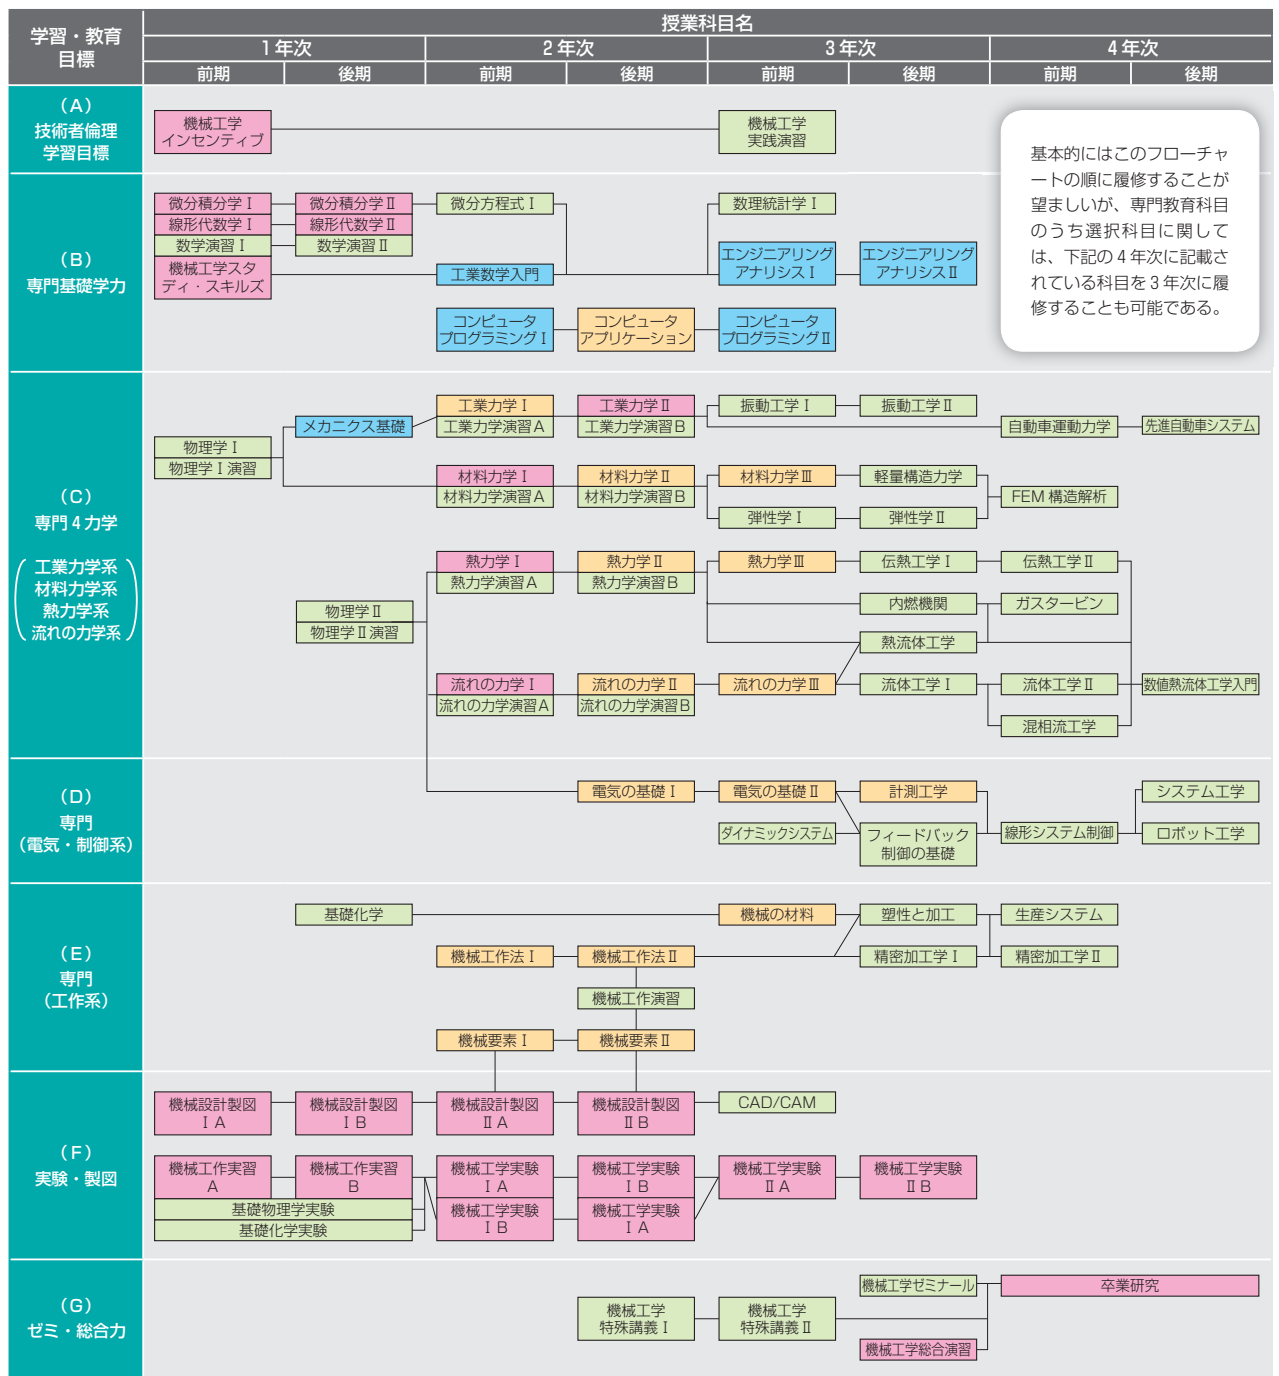 学習・教育
目標
授業科目名
1年次
2年次
3年次
4年次
前期
後期
前期
後期
前期
後期
前期
後期
(A)
技術者倫理
学習目標
機械工学
インセンティブ
機械工学
実践演習
基本的にはこのフローチャ
ートの順に履修することが
望ましいが、専門教育科目
のうち選択科目に関して
は、下記の4年次に記載さ
れている科目を3年次に履
修することも可能である。
(B)
専門基礎学力
微分積分学Ⅰ
微分積分学Ⅱ
微分方程式Ⅰ
数理統計学Ⅰ
線形代数学Ⅰ
線形代数学Ⅱ
数学演習Ⅰ
数学演習Ⅱ
機械工学スタ
ディ・スキルズ
工業数学入門
エンジニアリング
アナリシスⅠ
エンジニアリング
アナリシスⅡ
コンピュータ
プログラミングⅠ
コンピュータ
アプリケーション
コンピュータ
プログラミングⅡ
(C)
専門4力学
工業力学系
材料力学系
熱力学系
流れの力学系
物理学Ⅰ
物理学Ⅰ演習
メカニクス基礎
工業力学Ⅰ
工業力学演習A
工業力学Ⅱ
工業力学演習B
振動工学Ⅰ
振動工学Ⅱ
自動車運動力学
先進自動車システム
材料力学Ⅰ
材料力学演習A
材料力学Ⅱ
材料力学演習B
材料力学Ⅲ
軽量構造力学
弾性学Ⅰ
弾性学Ⅱ
FEM構造解析
物理学Ⅱ
物理学Ⅱ演習
熱力学Ⅰ
熱力学演習A
熱力学Ⅱ
熱力学演習B
熱力学Ⅲ
伝熱工学Ⅰ
伝熱工学Ⅱ
内燃機関
ガスタービン
熱流体工学
流れの力学Ⅰ
流れの力学演習A
流れの力学Ⅱ
流れの力学演習B
流れの力学Ⅲ
流体工学Ⅰ
流体工学Ⅱ
数値熱流体工学入門
混相流工学
(D)
専門
(電気・制御系)
電気の基礎Ⅰ
電気の基礎Ⅱ
計測工学
システム工学
ダイナミックシステム
フィードバック
制御の基礎
線形システム制御
ロボット工学
(E)
専門
(工作系)
基礎化学
機械の材料
塑性と加工
生産システム
機械工作法Ⅰ
機械工作法Ⅱ
精密加工学Ⅰ
精密加工学Ⅱ
機械工作演習
機械要素Ⅰ
機械要素Ⅱ
(F)
実験・製図
機械設計製図
ⅠA
機械設計製図
ⅠB
機械設計製図
ⅡA
機械設計製図
ⅡB
CAD/CAM
機械工作実習
A
機械工作実習
B
機械工学実験
ⅠA
機械工学実験
ⅠB
機械工学実験
ⅡA
機械工学実験
ⅡB
基礎物理学実験
基礎化学実験
機械工学実験
ⅠB
機械工学実験
ⅠA
(G)
ゼミ・総合力
機械工学ゼミナール
卒業研究
機械工学
特殊講義Ⅰ
機械工学
特殊講義Ⅱ
機械工学総合演習